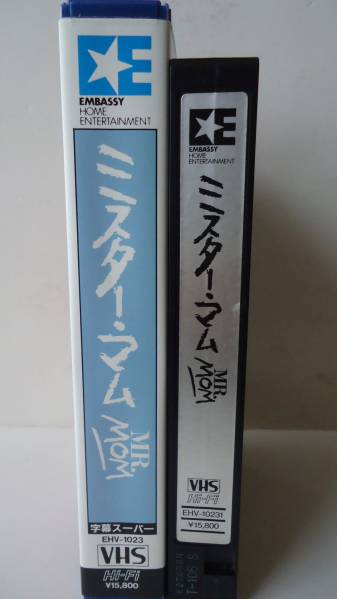 E
EMBASSY
HOME
ENTERTAINMENT
ミスター・マム
MR.
MOM
字幕スーパー
EHV-1023
VHS
Hi-Fi
¥15,800
E
EMBASSY
HOME
ENTERTAINMENT
ミスター・マム
MR.
MOM
VHS
Hi-Fi
EHV-10231
¥15,800
T-105 S